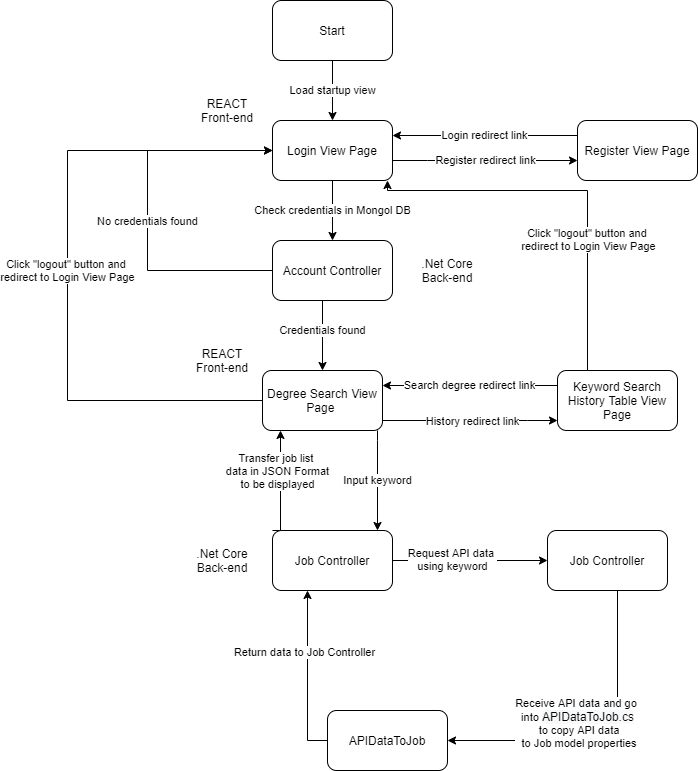 Start
Load startup view
REACT
Front-end
Login View Page
Login redirect link
Register redirect link
Register View Page
Check credentials in Mongol DB
No credentials found
Click "logout" button and
redirect to Login View Page
Click "logout" button and
redirect to Login View Page
Account Controller
.Net Core
Back-end
Credentials found
REACT
Front-end
Degree Search View
Page
Search degree redirect link
History redirect link
Keyword Search
History Table View
Page
Transfer job list
data in JSON Format
to be displayed
Input keyword
.Net Core
Back-end
Job Controller
Request API data
using keyword
Job Controller
Return data to Job Controller
Receive API data and go
into APIDataToJob.cs
to copy API data
to Job model properties
APIDataToJob